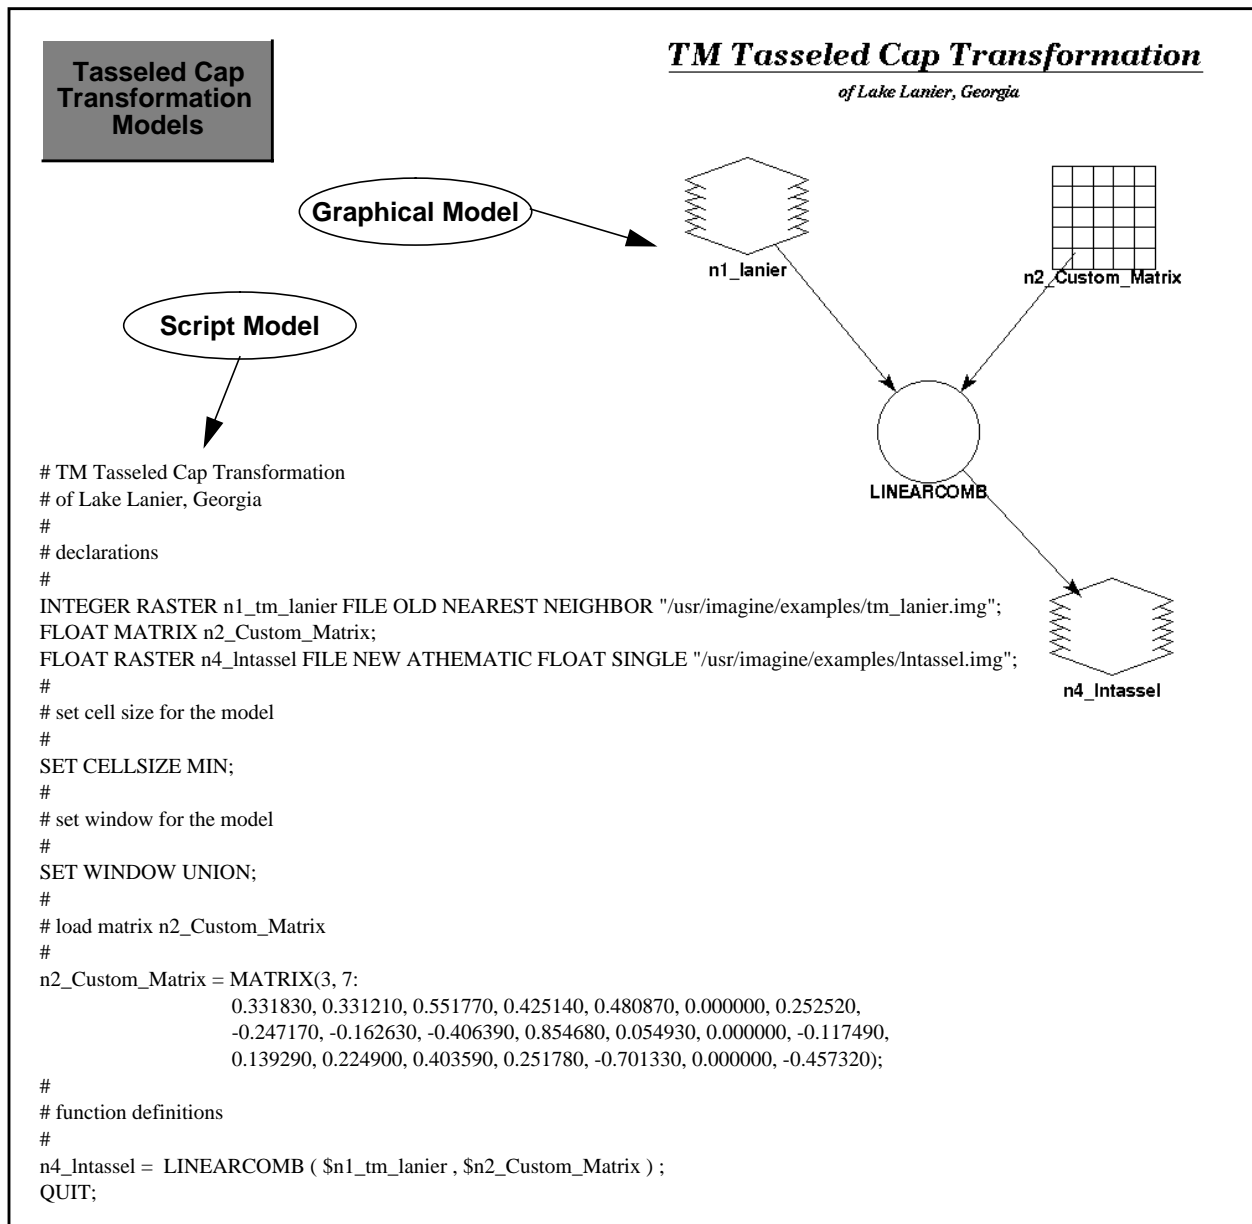 Tasseled Cap
Transformation
Models
TM Tasseled Cap Transformation
of Lake Lanier, Georgia
Graphical Model
n1_lanier
n2_Custom_Matrix
Script Model
LINEARCOMB
n4_lntassel
# TM Tasseled Cap Transformation
# of Lake Lanier, Georgia
#
# declarations
#
INTEGER RASTER n1_tm_lanier FILE OLD NEAREST NEIGHBOR "/usr/imagine/examples/tm_lanier.img";
FLOAT MATRIX n2_Custom_Matrix;
FLOAT RASTER n4_lntassel FILE NEW ATHEMATIC FLOAT SINGLE "/usr/imagine/examples/lntassel.img";
#
# set cell size for the model
#
SET CELLSIZE MIN;
#
# set window for the model
#
SET WINDOW UNION;
#
# load matrix n2_Custom_Matrix
#
n2_Custom_Matrix = MATRIX(3, 7:
0.331830, 0.331210, 0.551770, 0.425140, 0.480870, 0.000000, 0.252520,
-0.247170, -0.162630, -0.406390, 0.854680, 0.054930, 0.000000, -0.117490,
0.139290, 0.224900, 0.403590, 0.251780, -0.701330, 0.000000, -0.457320);
#
# function definitions
#
n4_lntassel = LINEARCOMB ( $n1_tm_lanier , $n2_Custom_Matrix ) ;
QUIT;